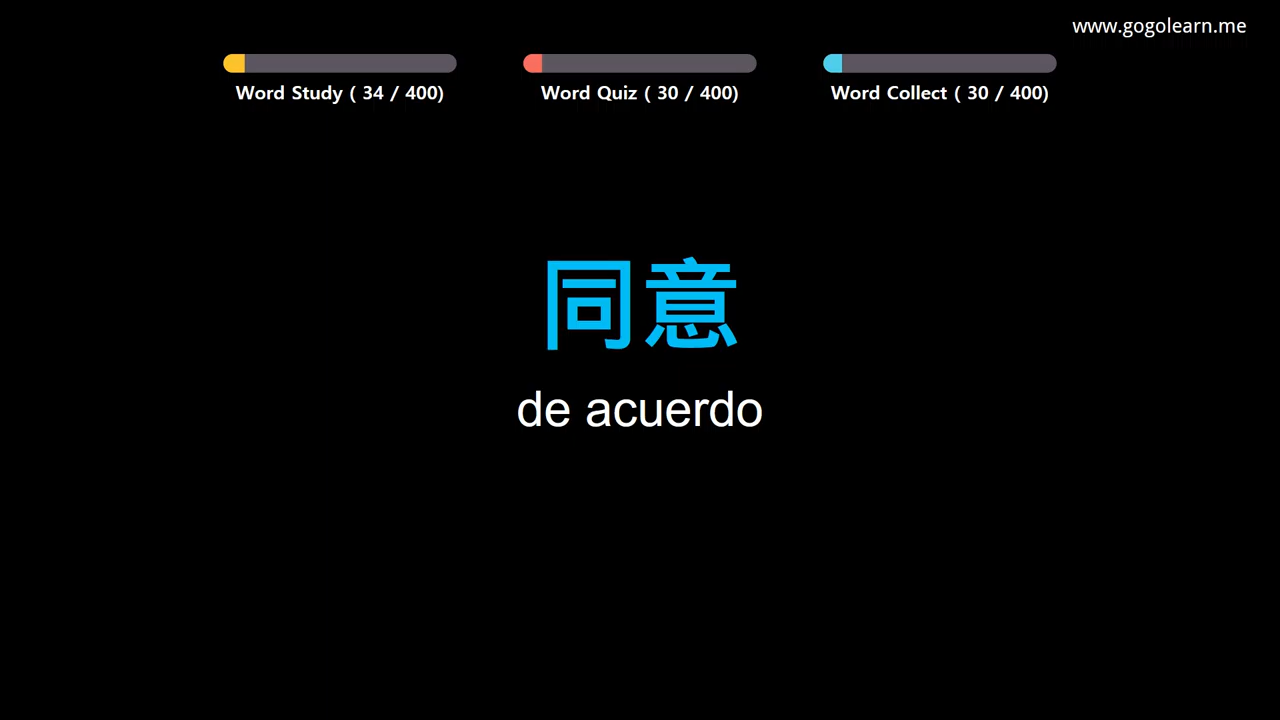 www.gogolearn.me
Word Study ( 34 / 400)
Word Quiz ( 30 / 400)
Word Collect ( 30 / 400)
同意
de acuerdo